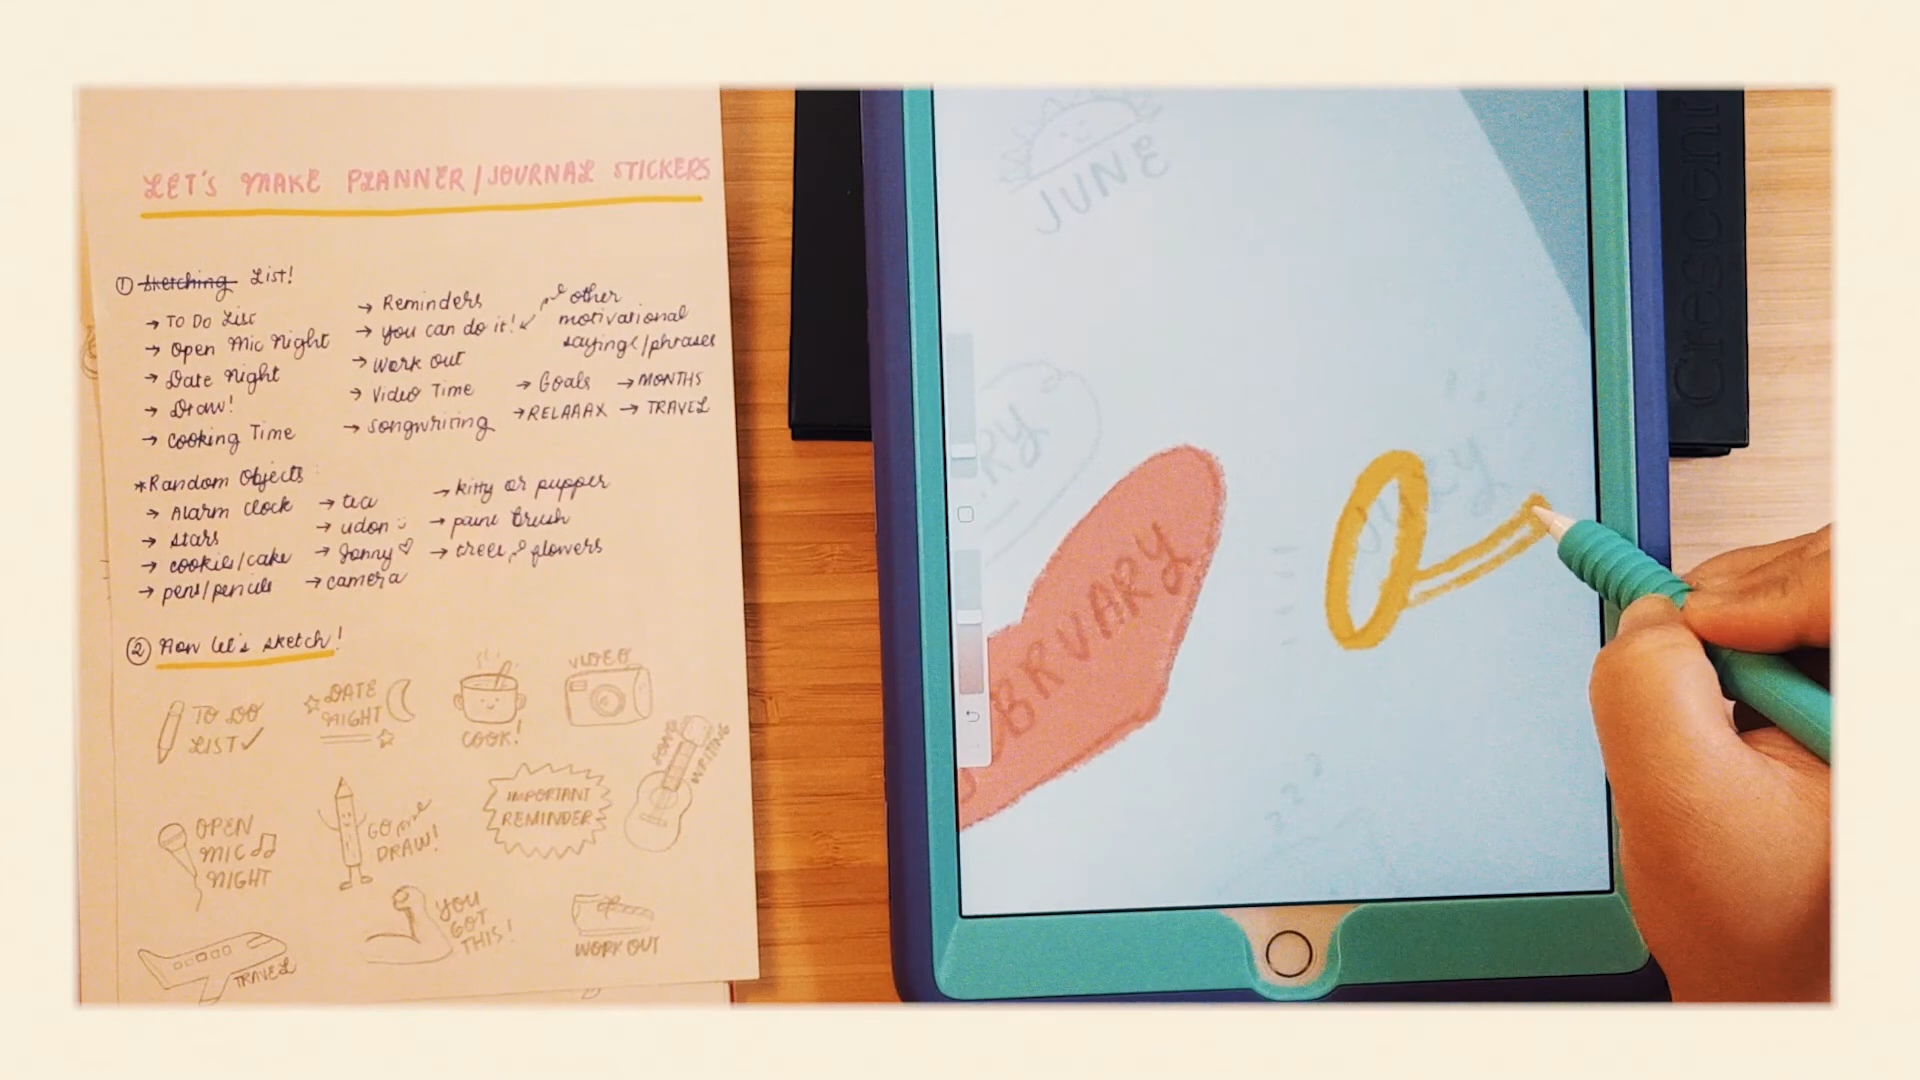 LET'S MAKE PLANNER/JOURNAL STICKERS
① Sketching List!
→ TO DO LIST
→ Open Mic Night
→ Date Night
→ Draw!
→ Cooking Time
→ Reminders
→ you can do it! ↙
→ Work Out
→ Video Time
→ songwriting
other
motivational
sayings/phrases
→ Goals
→ MONTHS
→ RELAAAX
→ TRAVEL
*Random Objects:
→ Alarm Clock
→ stars
→ cookie/cake
→ pens/pencils
→ tea
→ udon
→ Jonny ♡
→ camera
→ kitty or pupper
→ paint brush
→ trees & flowers
② Now let's sketch!
TO DO
LIST ✓
DATE
NIGHT
COOK!
VIDEO
OPEN
MIC
NIGHT
GO
DRAW!
IMPORTANT
REMINDER
SONG
WRITING
TRAVEL
YOU
GOT
THIS!
WORK OUT
JUNE
BRUARY
RY
JULY
Crescent